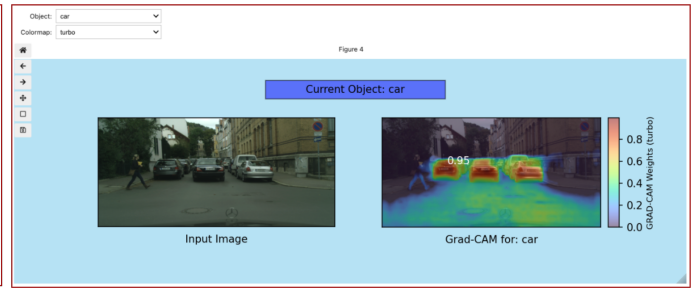 Object: car
Colormap: turbo
Figure 4
Current Object: car
0.95
0.8
0.6
0.4
0.2
0.0
GRAD-CAM Weights (turbo)
Input Image
Grad-CAM for: car